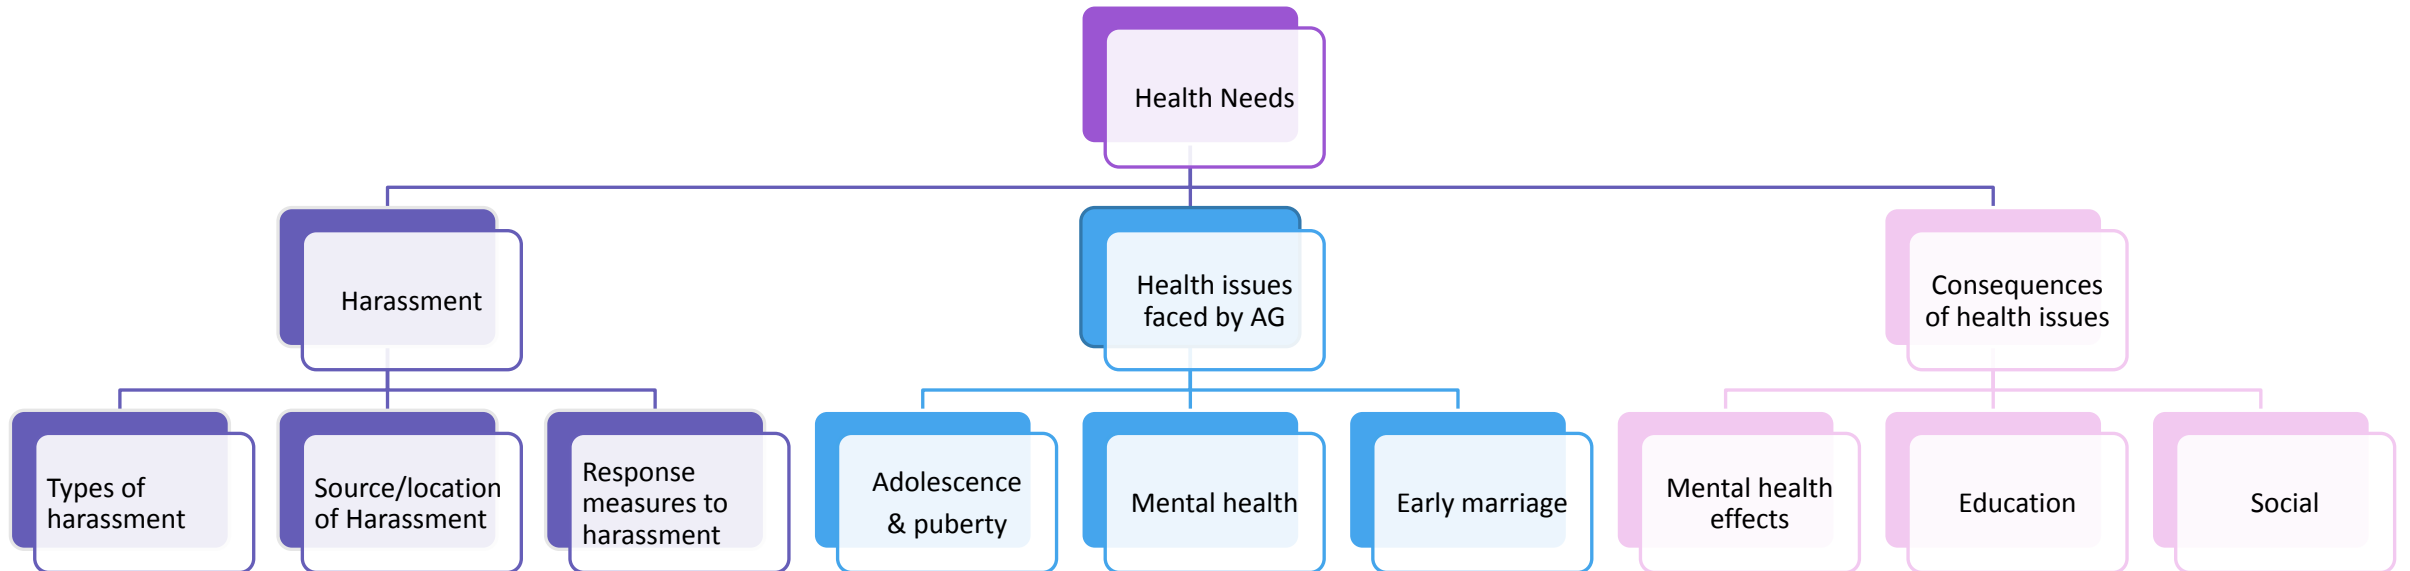 Health Needs
Harassment
Health issues
faced by AG
Consequences
of health issues
Types of
harassment
Source/location
of Harassment
Response
measures to
harassment
Adolescence
& puberty
Mental health
Early marriage
Mental health
effects
Education
Social